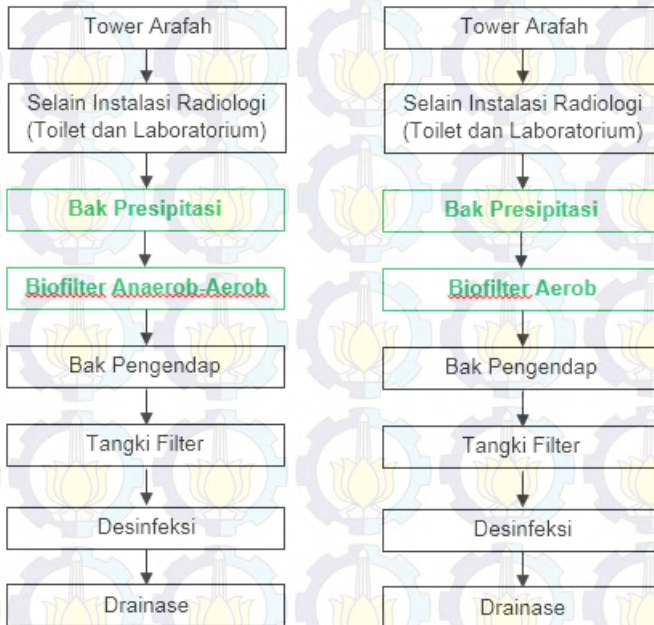 Tower Arafah
Selain Instalasi Radiologi
(Toilet dan Laboratorium)
Bak Presipitasi
Biofilter Anaerob-Aerob
Bak Pengendap
Tangki Filter
Desinfeksi
Drainase
Tower Arafah
Selain Instalasi Radiologi
(Toilet dan Laboratorium)
Bak Presipitasi
Biofilter Aerob
Bak Pengendap
Tangki Filter
Desinfeksi
Drainase